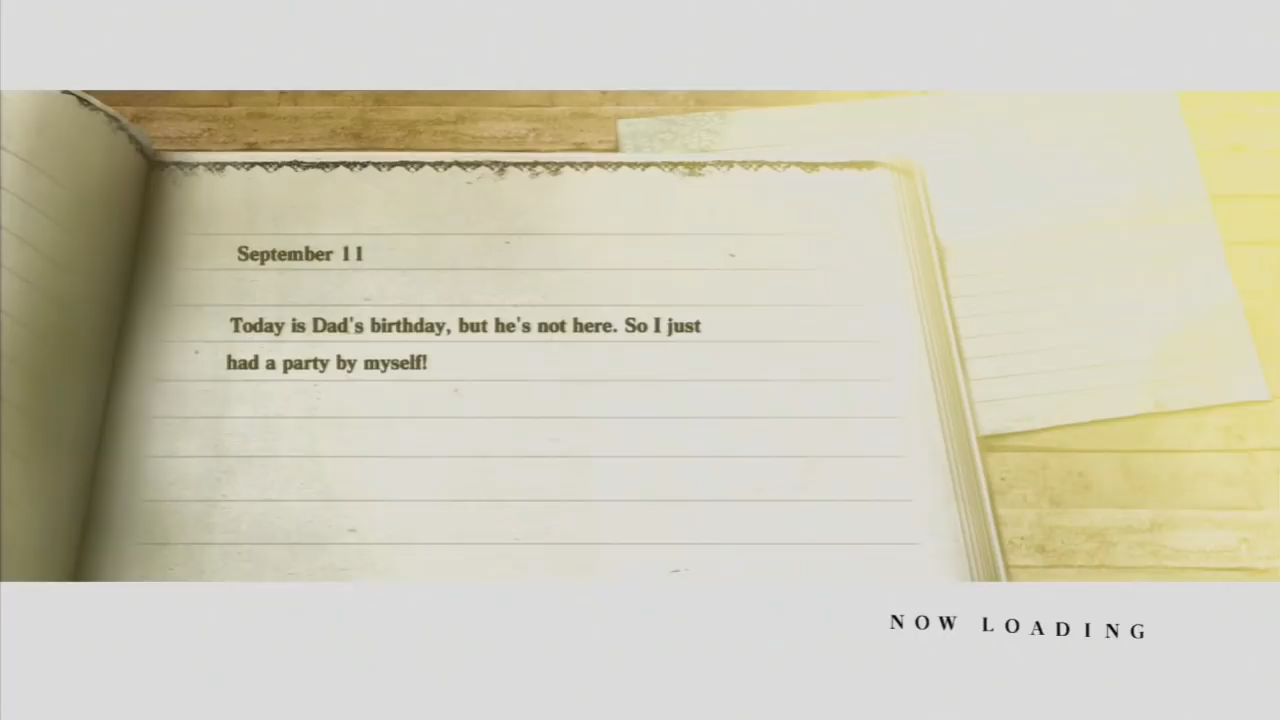 September 11
Today is Dad's birthday, but he's not here. So I just
had a party by myself!
NOW LOADING